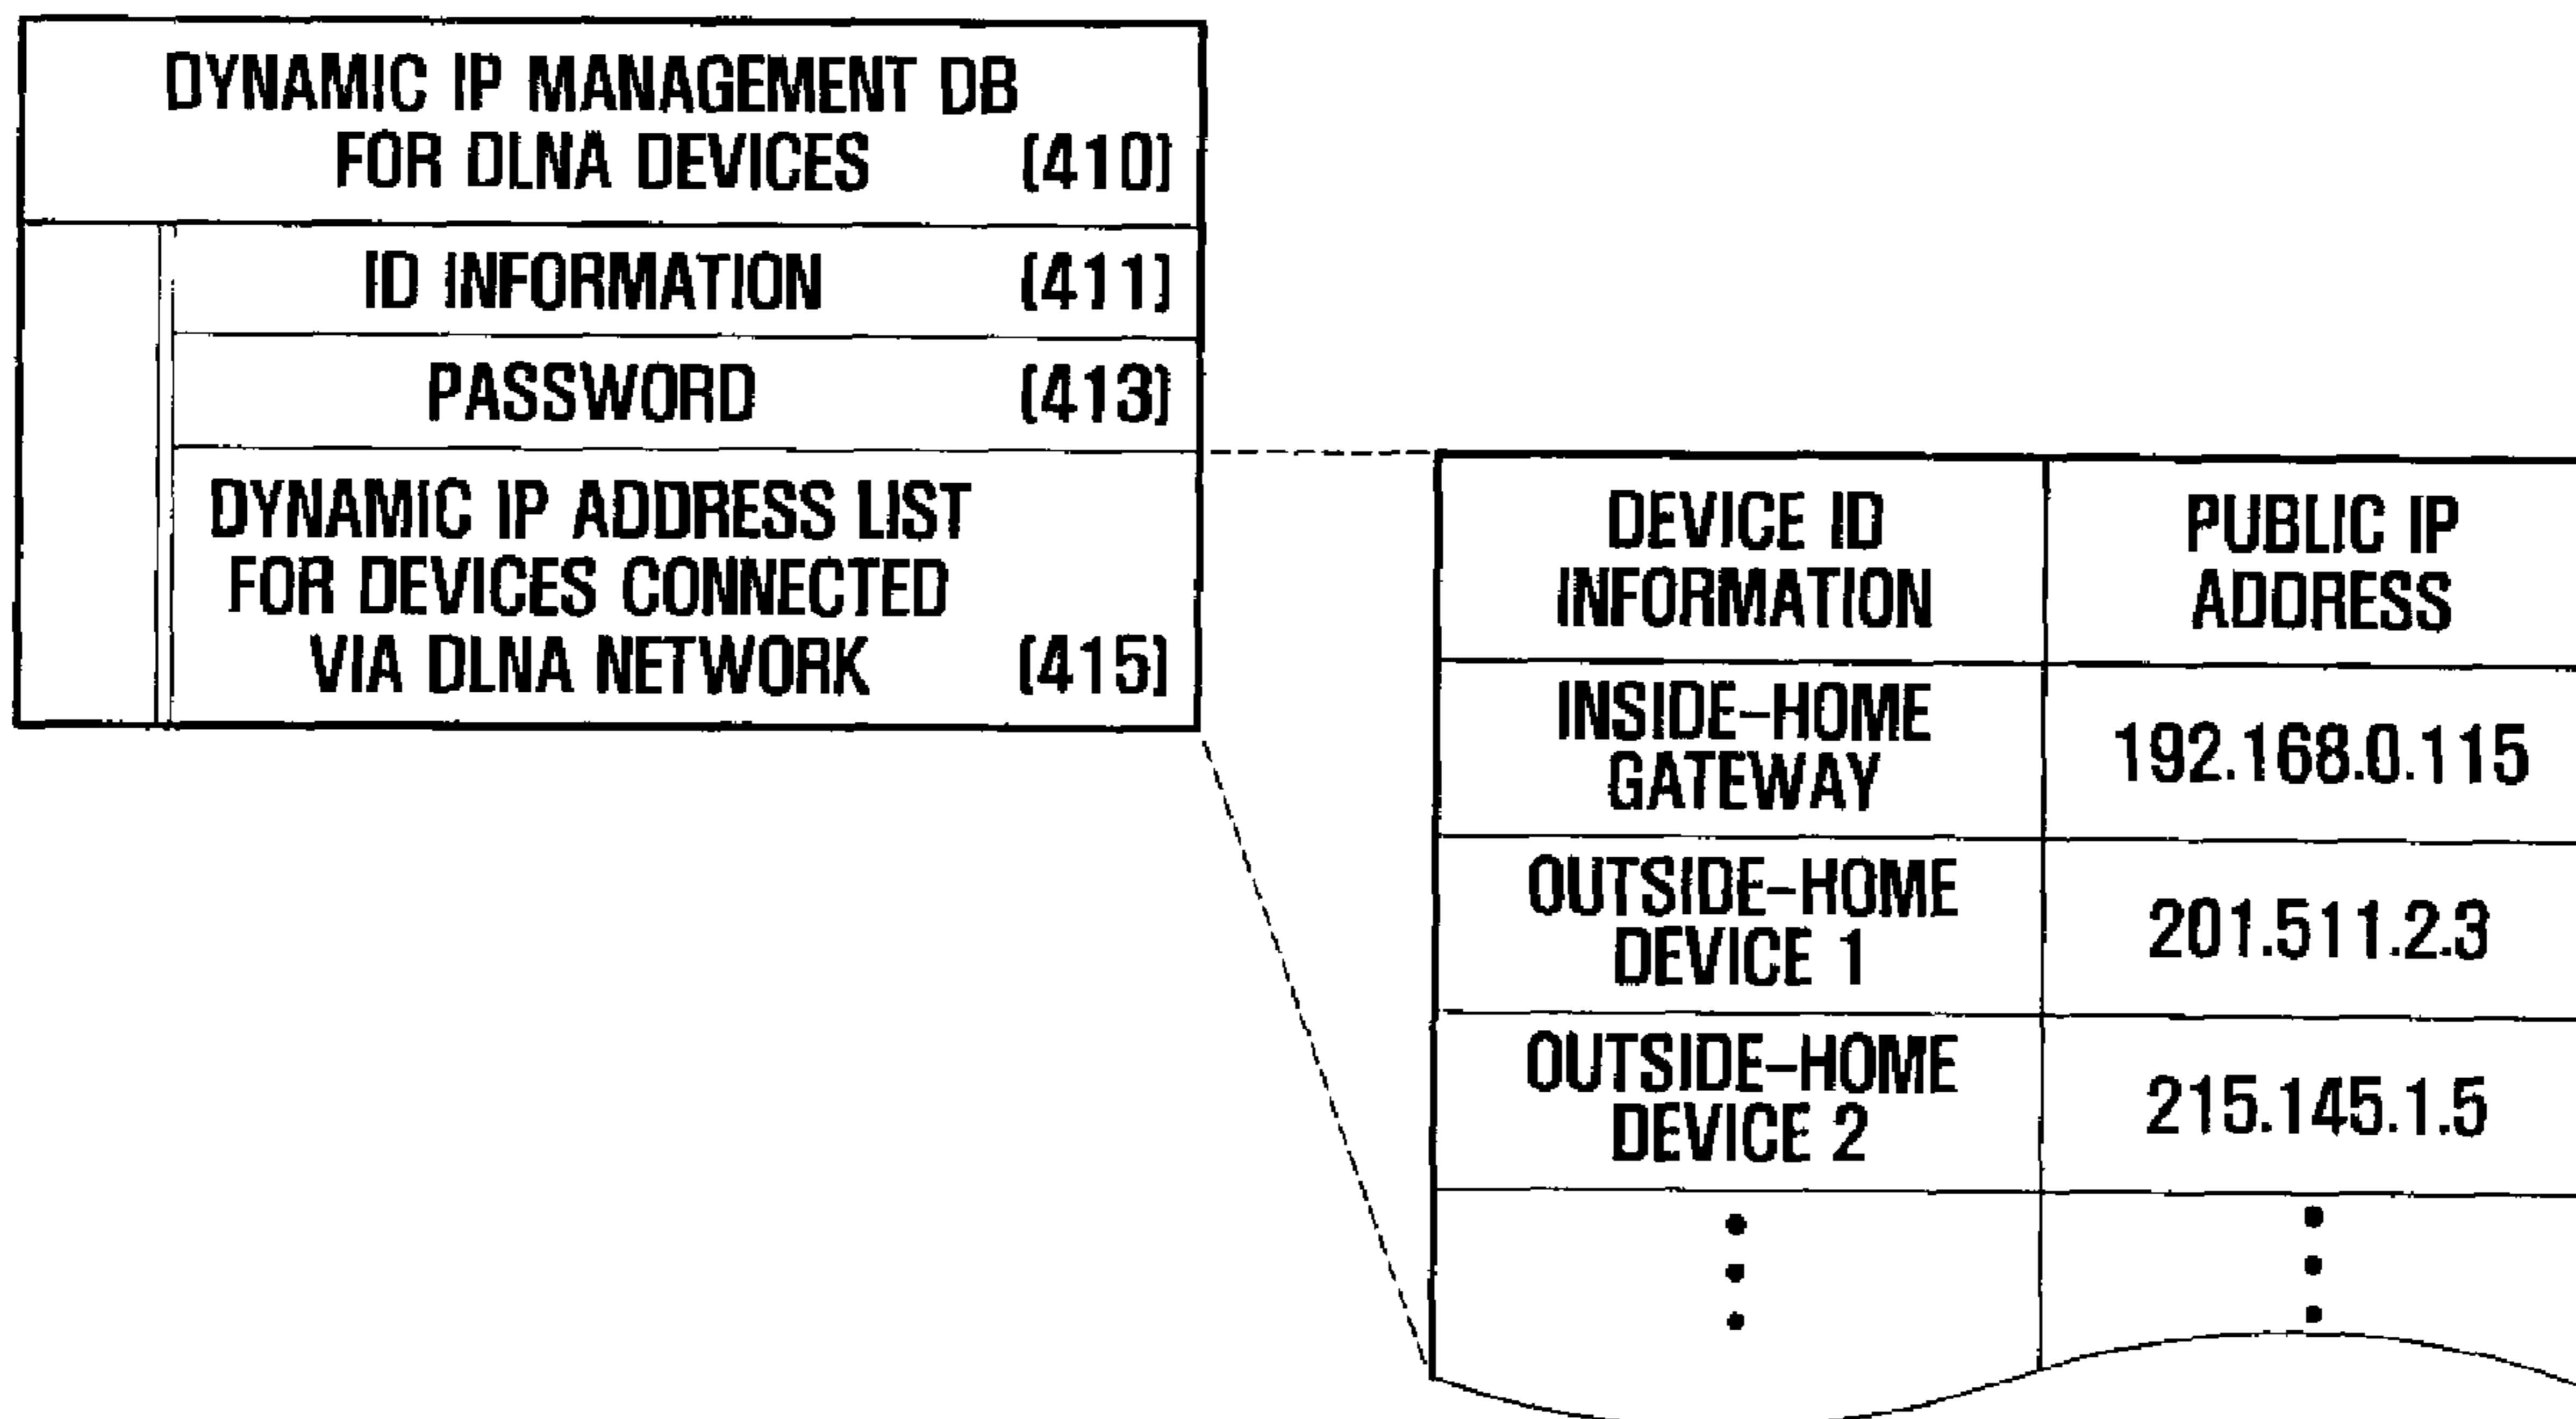 DYNAMIC IP MANAGEMENT DB
FOR DLNA DEVICES (410)
ID INFORMATION (411)
PASSWORD (413)
DYNAMIC IP ADDRESS LIST
FOR DEVICES CONNECTED
VIA DLNA NETWORK (415)
DEVICE ID
INFORMATION
PUBLIC IP
ADDRESS
INSIDE-HOME
GATEWAY
192.168.0.115
OUTSIDE-HOME
DEVICE 1
201.511.2.3
OUTSIDE-HOME
DEVICE 2
215.145.1.5